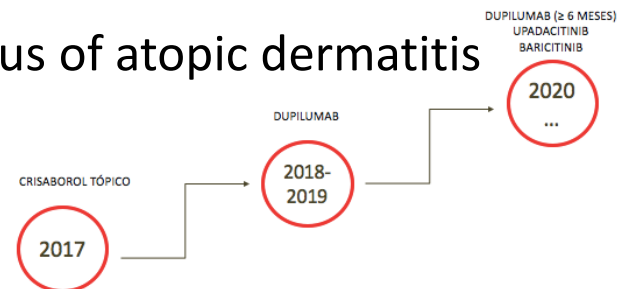 us of atopic dermatitis
DUPILUMAB (≥ 6 MESES)
UPADACITINIB
BARICITINIB
2020
...
DUPILUMAB
2018-
2019
CRISABOROL TÓPICO
2017